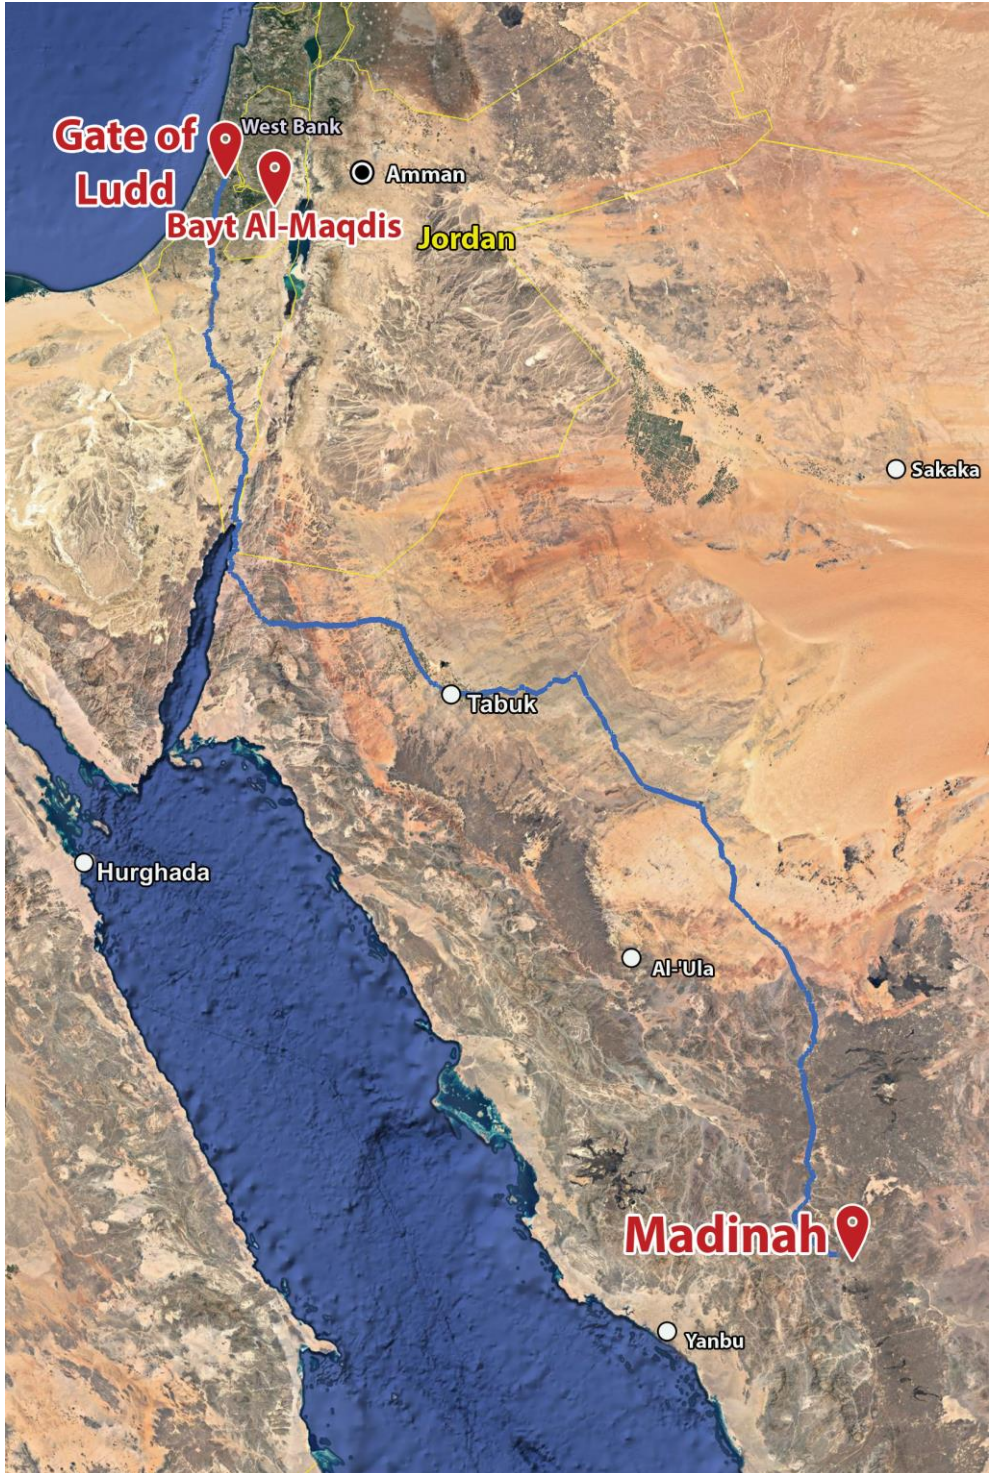 Gate of
Ludd
West Bank
Bayt Al-Maqdis
Amman
Jordan
Sakaka
Tabuk
Hurghada
Al-'Ula
Madinah
Yanbu